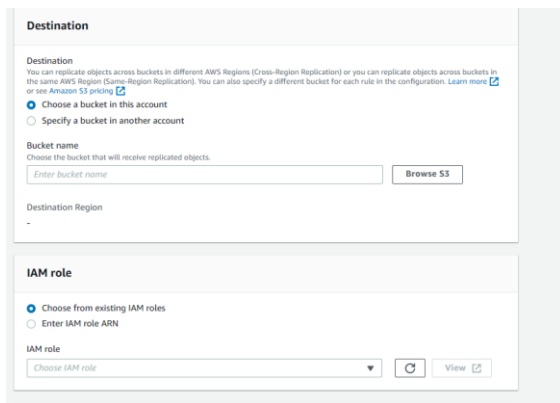 Destination
Destination
You can replicate objects across buckets in different AWS Regions (Cross-Region Replication) or you can replicate objects across buckets in
the same AWS Region (Same-Region Replication). You can also specify a different bucket for each rule in the configuration. Learn more
or see Amazon S3 pricing
Choose a bucket in this account
Specify a bucket in another account
Bucket name
Choose the bucket that will receive replicated objects.
Enter bucket name
Browse S3
Destination Region
-
IAM role
Choose from existing IAM roles
Enter IAM role ARN
IAM role
Choose IAM role
View